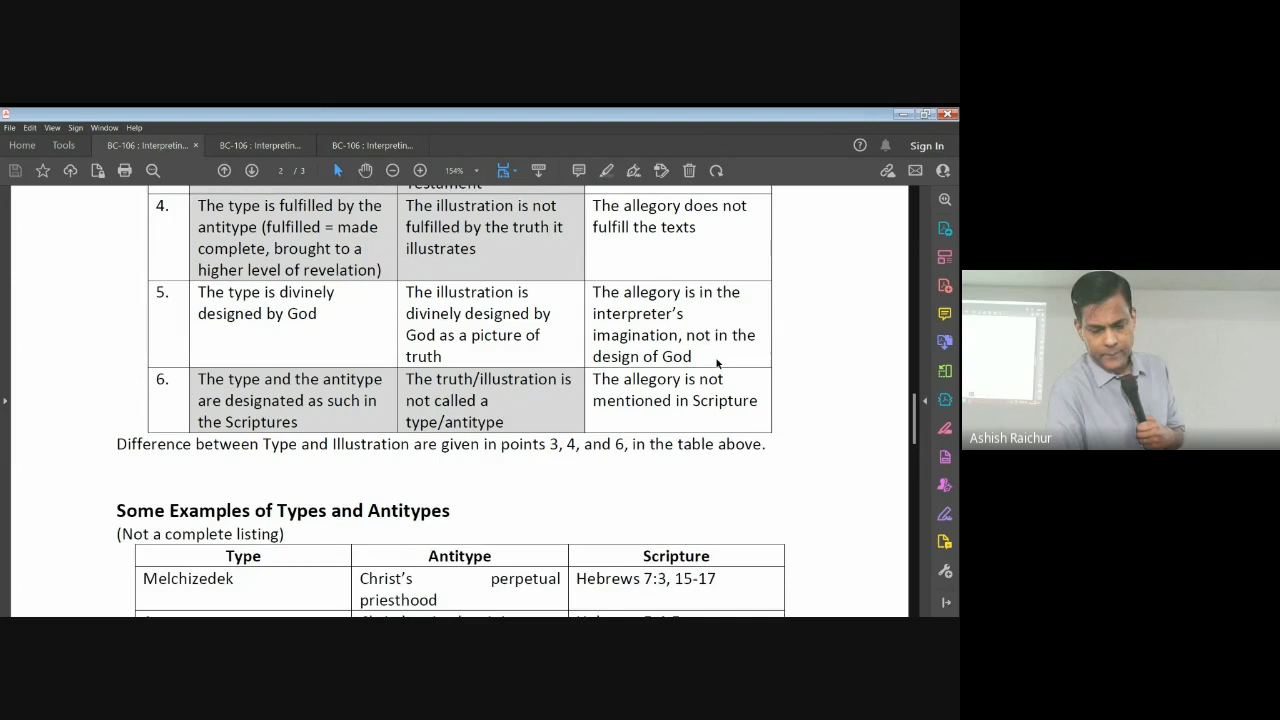 File Edit View Sign Window Help
Home Tools BC-106 : Interpretin... × BC-106 : Interpretin... BC-106 : Interpretin... Sign In
2 / 3 154%
Testament
4. The type is fulfilled by the The illustration is not The allegory does not
antitype (fulfilled = made fulfilled by the truth it fulfill the texts
complete, brought to a illustrates
higher level of revelation)
5. The type is divinely The illustration is The allegory is in the
designed by God divinely designed by interpreter’s
God as a picture of imagination, not in the
truth design of God
6. The type and the antitype The truth/illustration is The allegory is not
are designated as such in not called a mentioned in Scripture
the Scriptures type/antitype
Difference between Type and Illustration are given in points 3, 4, and 6, in the table above.
Some Examples of Types and Antitypes
(Not a complete listing)
Type Antitype Scripture
Melchizedek Christ’s perpetual Hebrews 7:3, 15-17
priesthood
Ashish Raichur